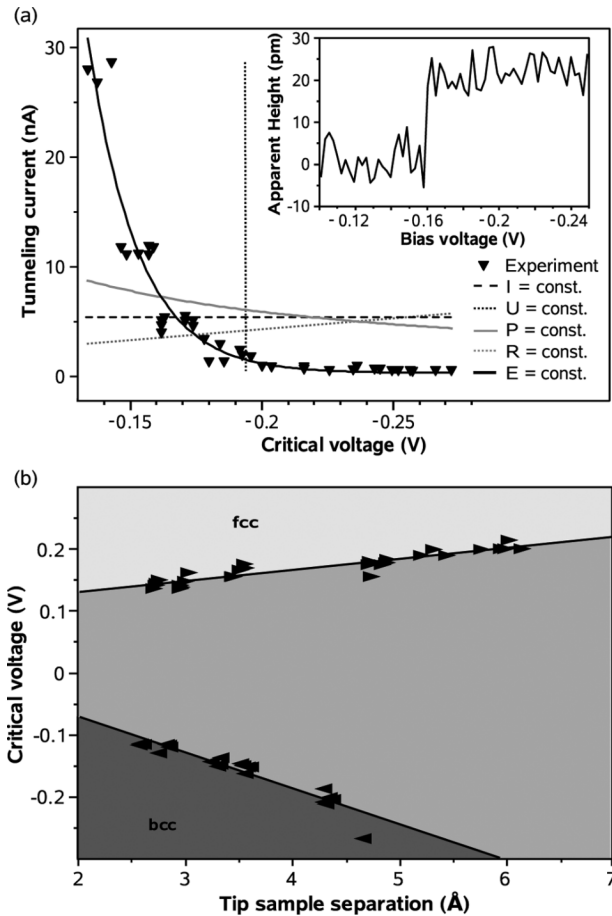 (a)
30
20
10
0
Tunneling current (nA)
-0.15
-0.2
-0.25
Critical voltage (V)
30
20
10
0
-10
Apparent Height (pm)
-0.12
-0.16
-0.2
-0.250
Bias voltage (V)
Experiment
I = const.
U = const.
P = const.
R = const.
E = const.
(b)
0.2
0.1
0
-0.1
-0.2
Critical voltage (V)
fcc
bcc
2
3
4
5
6
7
Tip sample separation (Å)